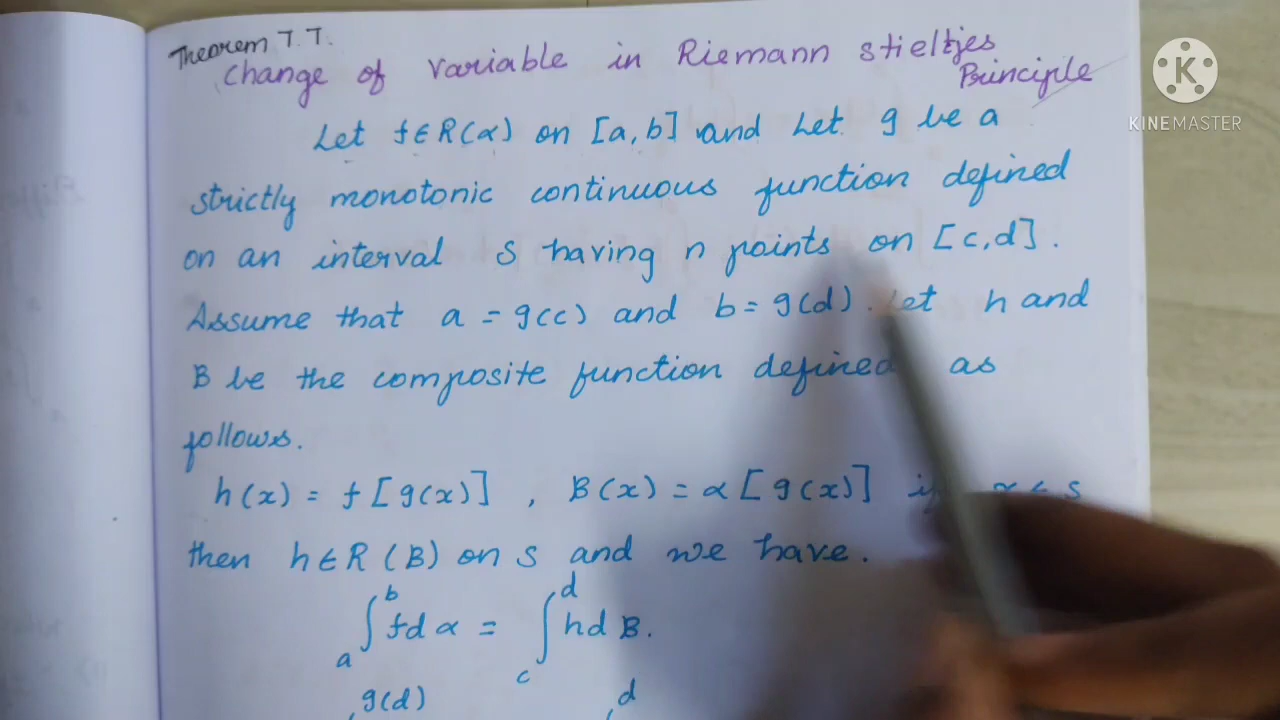 Theorem 7.7.
Change of variable in Riemann stieltjes
Principle
Let f ∈ R(α) on [a, b] and Let g be a
strictly monotonic continuous function defined
on an interval S having n points on [c, d].
Assume that a = g(c) and b = g(d). Let h and
B be the composite function defined as
follows.
h(x) = f [g(x)] , B(x) = α [g(x)] x ∈ s
then h ∈ R (B) on s and we have.
∫_a^b f d α = ∫_c^d h d B.
g(d) d
K
KINEMASTER